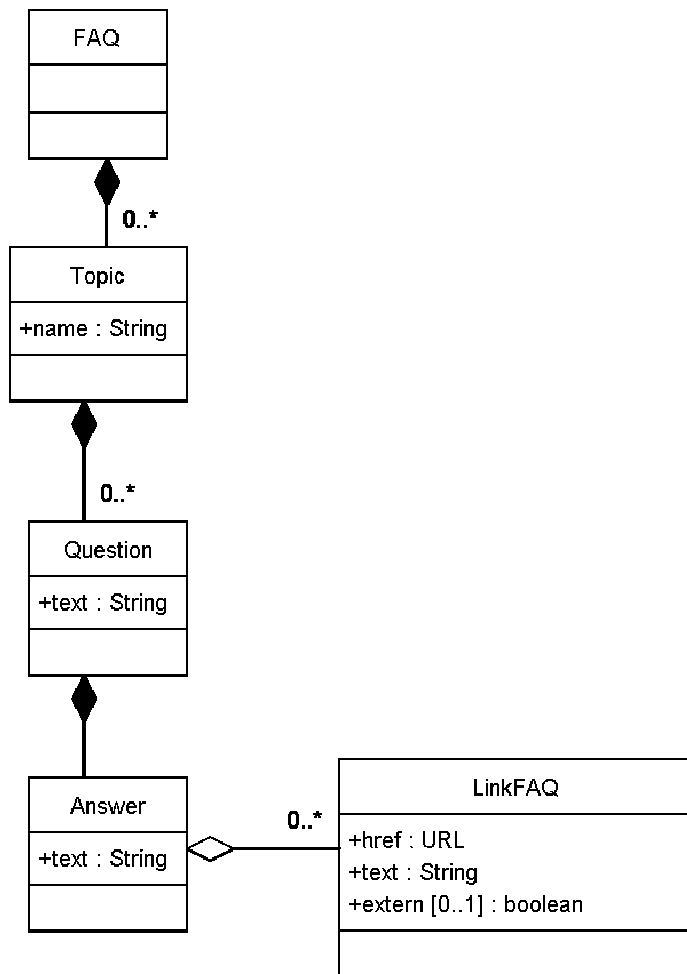 FAQ
0..*
Topic
+name : String
0..*
Question
+text : String
Answer
+text : String
0..*
LinkFAQ
+href : URL
+text : String
+extern [0..1] : boolean